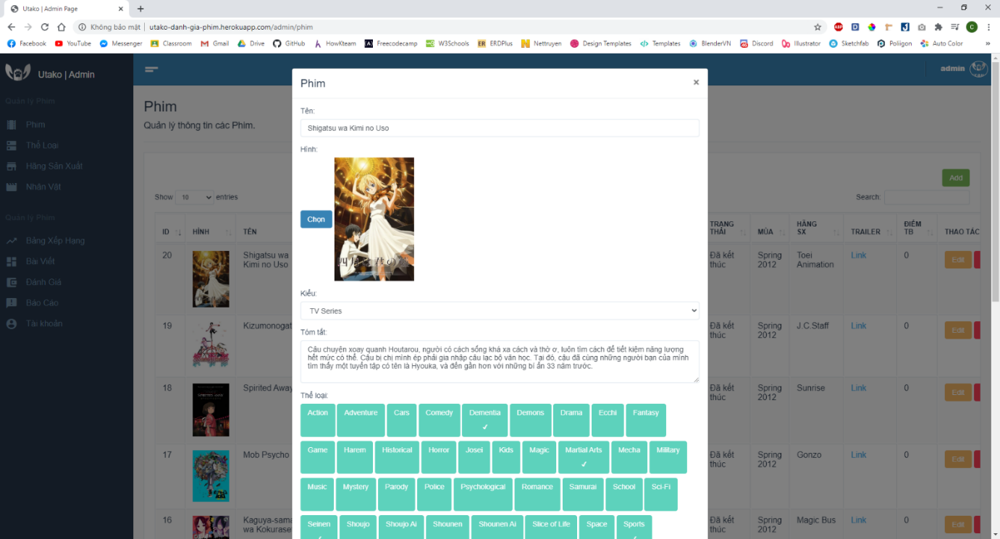 Utako | Admin Page
Không bảo mật | utako-danh-gia-phim.herokuapp.com/admin/phim
Facebook YouTube Messenger Classroom Gmail Drive GitHub HowKteam Freecodecamp W3Schools ERDPlus Nettruyen Design Templates Templates BlenderVN Discord Illustrator Sketchfab Poliigon Auto Color »
Utako | Admin
admin
Quản lý Phim
Phim
Thể Loại
Hãng Sản Xuất
Nhân Vật
Quản lý Phim
Bảng Xếp Hạng
Bài Viết
Đánh Giá
Báo Cáo
Tài khoản
Phim
Quản lý thông tin các Phim.
Add
Show 10 entries
Search:
ID HÌNH TÊN TRẠNG THÁI MÙA HÃNG SX TRAILER ĐIỂM TB THAO TÁC
20 Shigatsu wa Kimi no Uso Đã kết thúc Spring 2012 Toei Animation Link 0 Edit
19 Kizumonogat Đã kết thúc Spring 2012 J.C.Staff Link 0 Edit
18 Spirited Away Đã kết thúc Spring 2012 Sunrise Link 0 Edit
17 Mob Psycho Đã kết thúc Spring 2012 Gonzo Link 0 Edit
16 Kaguya-sama wa Kokurase Đã kết thúc Spring 2012 Magic Bus Link 0 Edit
Phim ×
Tên:
Shigatsu wa Kimi no Uso
Hình:
Chọn
Kiểu:
TV Series
Tóm tắt:
Câu chuyện xoay quanh Houtarou, người có cách sống khá xa cách và thờ ơ, luôn tìm cách để tiết kiệm năng lượng
hết mức có thể. Cậu bị chị mình ép phải gia nhập câu lạc bộ văn học. Tại đó, cậu đã cùng những người bạn của mình
tìm thấy một tuyển tập có tên là Hyouka, và đến gần hơn với những bí ẩn 33 năm trước.
Thể loại:
Action Adventure Cars Comedy Dementia ✓ Demons Drama Ecchi Fantasy
Game Harem Historical Horror Josei Kids Magic Martial Arts ✓ Mecha Military
Music Mystery Parody Police Psychological Romance Samurai School Sci-Fi
Seinen ✓ Shoujo Shoujo Ai Shounen Shounen Ai Slice of Life Space Sports ✓